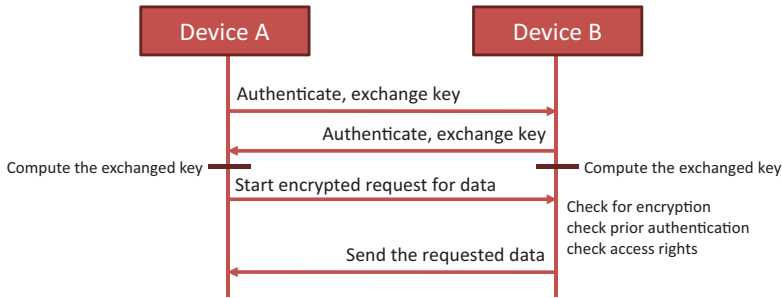 Device A
Device B
Authenticate, exchange key
Authenticate, exchange key
Compute the exchanged key
Compute the exchanged key
Start encrypted request for data
Check for encryption
check prior authentication
check access rights
Send the requested data